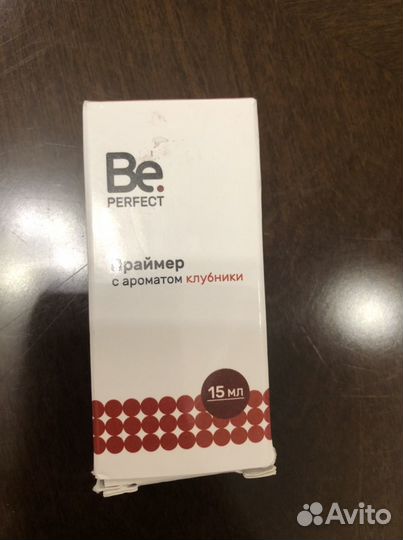 Be.
PERFECT
Праймер
с ароматом клубники
15 мл
Avito